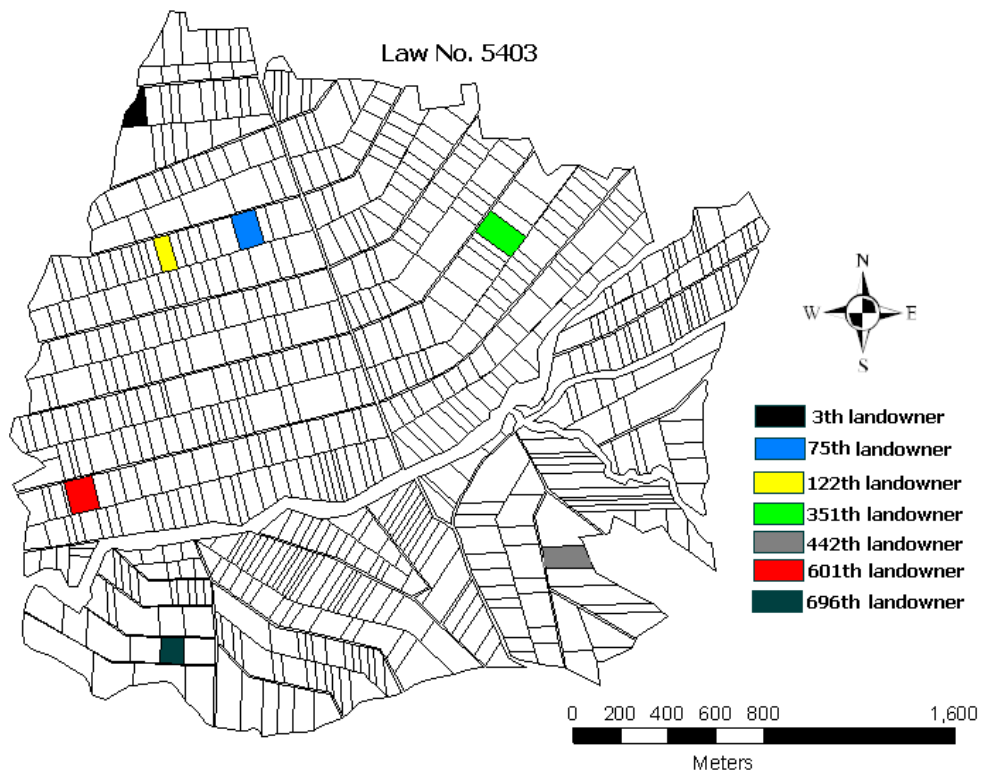 Law No. 5403
N
W E
S
3th landowner
75th landowner
122th landowner
351th landowner
442th landowner
601th landowner
696th landowner
0 200 400 600 800 1,600
Meters